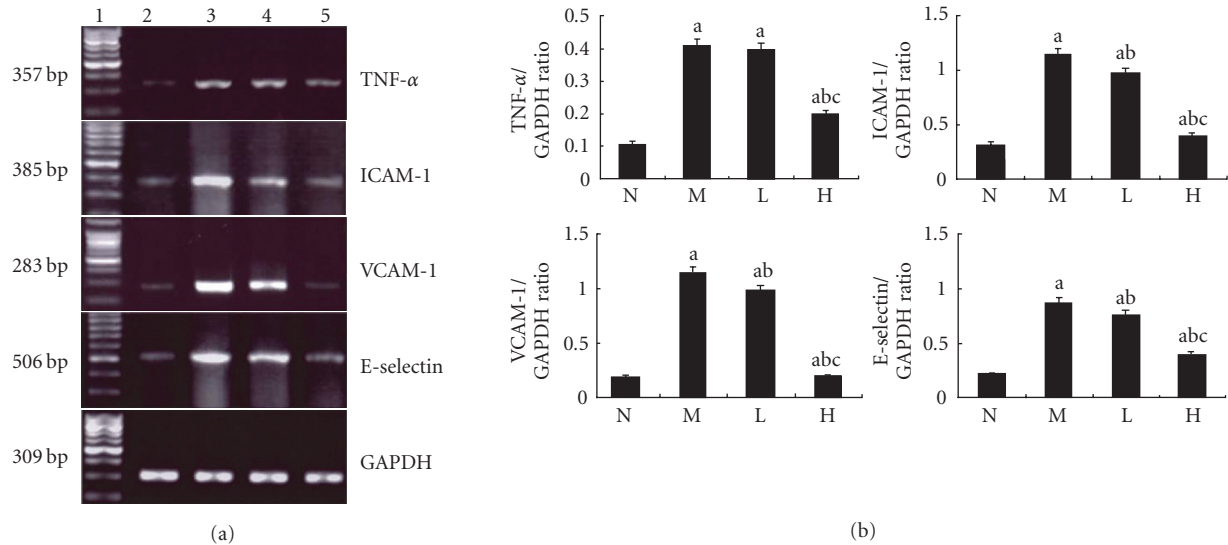 1 2 3 4 5
357 bp TNF-α
385 bp ICAM-1
283 bp VCAM-1
506 bp E-selectin
309 bp GAPDH
(a)
TNF-α/
GAPDH ratio
0.5
0.4
0.3
0.2
0.1
0
a a abc
N M L H
ICAM-1/
GAPDH ratio
1.5
1
0.5
0
a ab abc
N M L H
VCAM-1/
GAPDH ratio
1.5
1
0.5
0
a ab abc
N M L H
E-selectin/
GAPDH ratio
1.5
1
0.5
0
a ab abc
N M L H
(b)